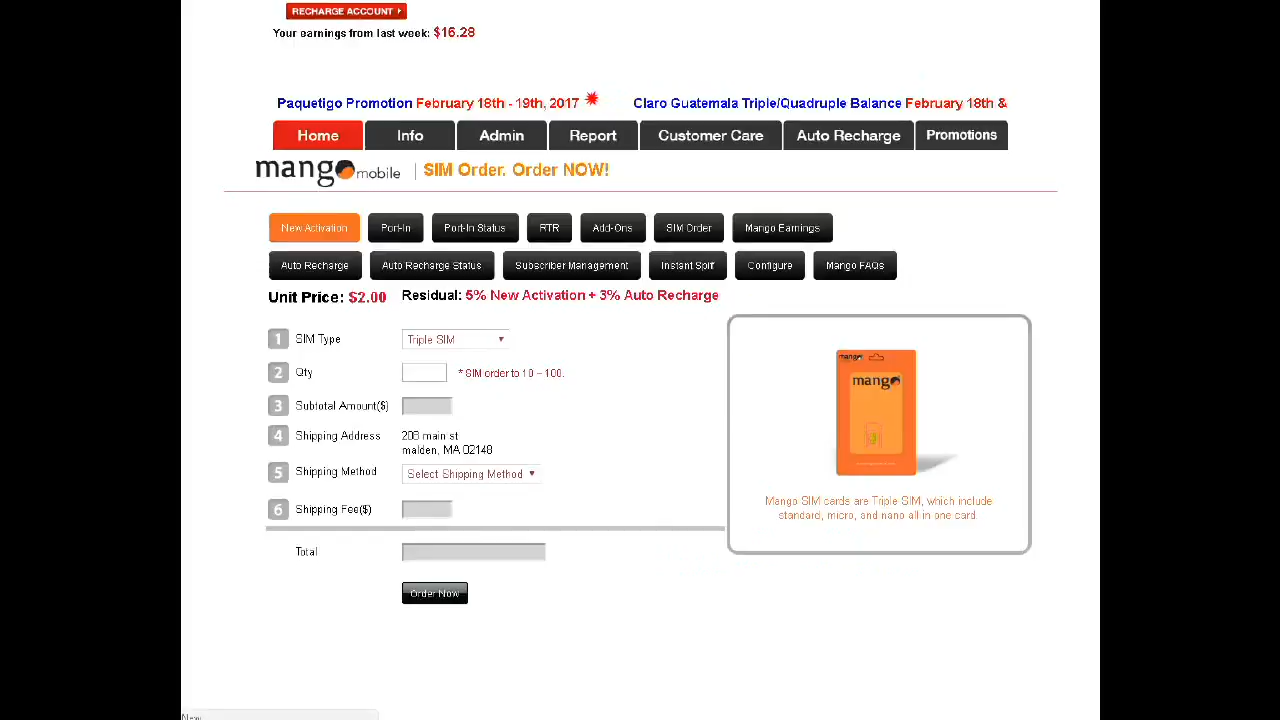 RECHARGE ACCOUNT
Your earnings from last week: $16.28
Paquetigo Promotion February 18th - 19th, 2017 Claro Guatemala Triple/Quadruple Balance February 18th &
Home Info Admin Report Customer Care Auto Recharge Promotions
mango mobile SIM Order. Order NOW!
New Activation Port-In Port-In Status RTR Add-Ons SIM Order Mango Earnings
Auto Recharge Auto Recharge Status Subscriber Management Instant Spiff Configure Mango FAQs
Unit Price: $2.00 Residual: 5% New Activation + 3% Auto Recharge
1 SIM Type Triple SIM
2 Qty * SIM order to 10 – 100.
3 Subtotal Amount($)
4 Shipping Address 208 main st
malden, MA 02148
5 Shipping Method Select Shipping Method
6 Shipping Fee($)
Total
Order Now
mango
mango
Mango SIM cards are Triple SIM, which include
standard, micro, and nano all in one card.
New